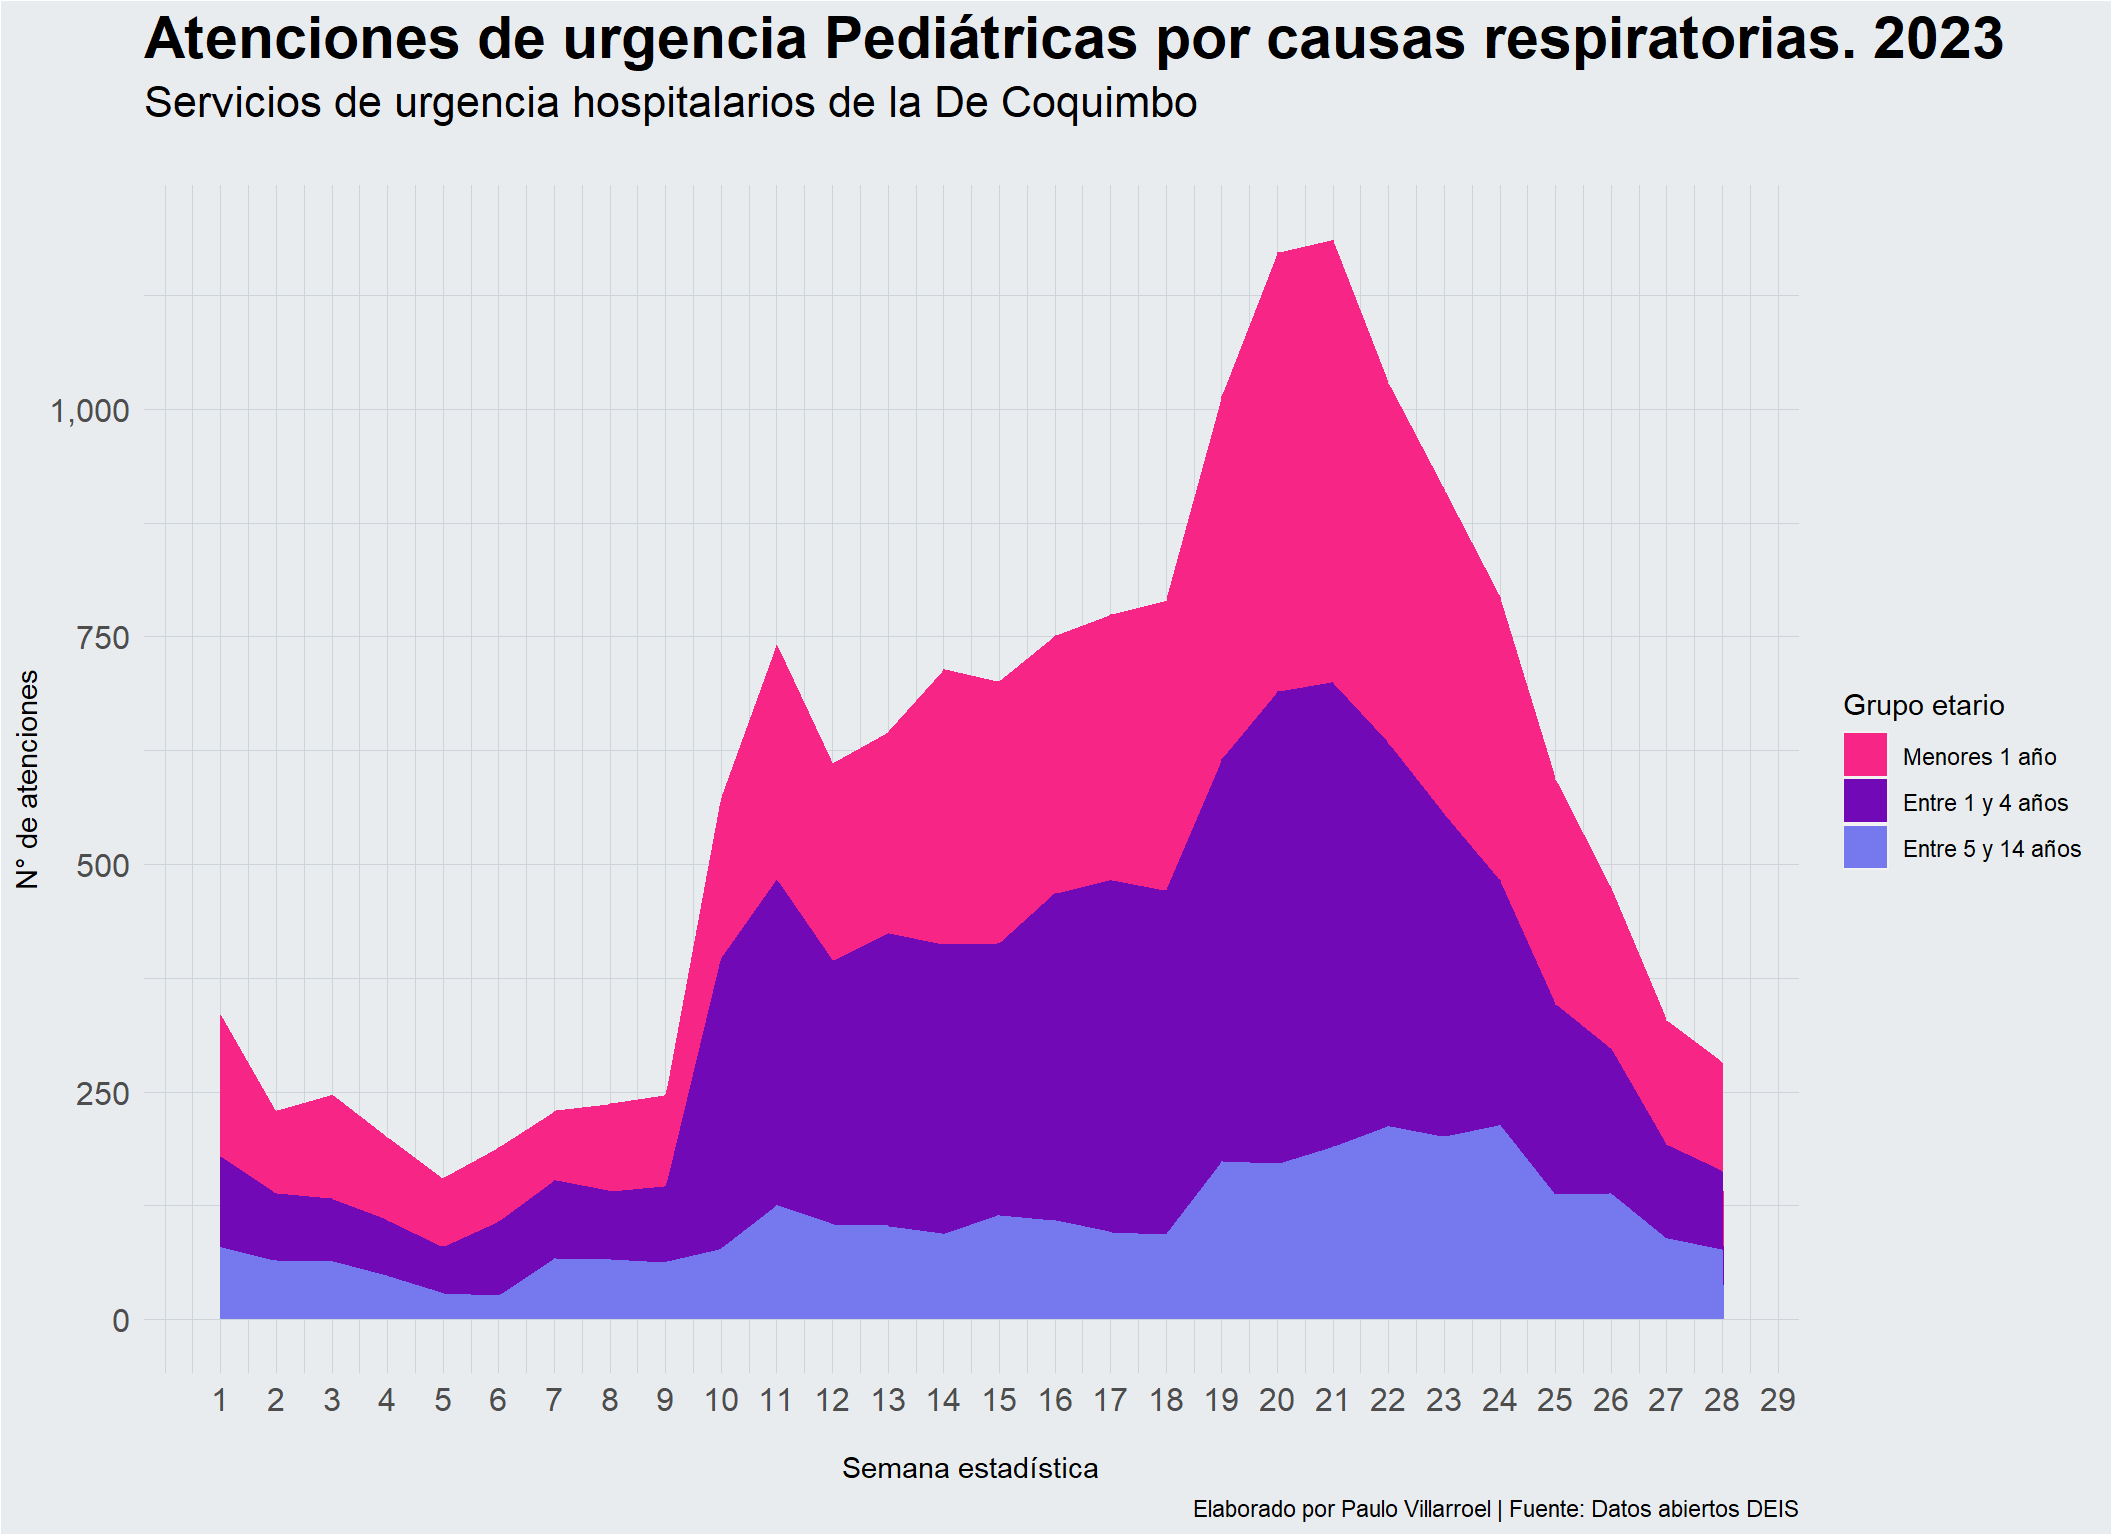 Atenciones de urgencia Pediátricas por causas respiratorias. 2023
Servicios de urgencia hospitalarios de la De Coquimbo
1,000
750
500
250
0
N° de atenciones
1 2 3 4 5 6 7 8 9 10 11 12 13 14 15 16 17 18 19 20 21 22 23 24 25 26 27 28 29
Semana estadística
Grupo etario
Menores 1 año
Entre 1 y 4 años
Entre 5 y 14 años
Elaborado por Paulo Villarroel | Fuente: Datos abiertos DEIS